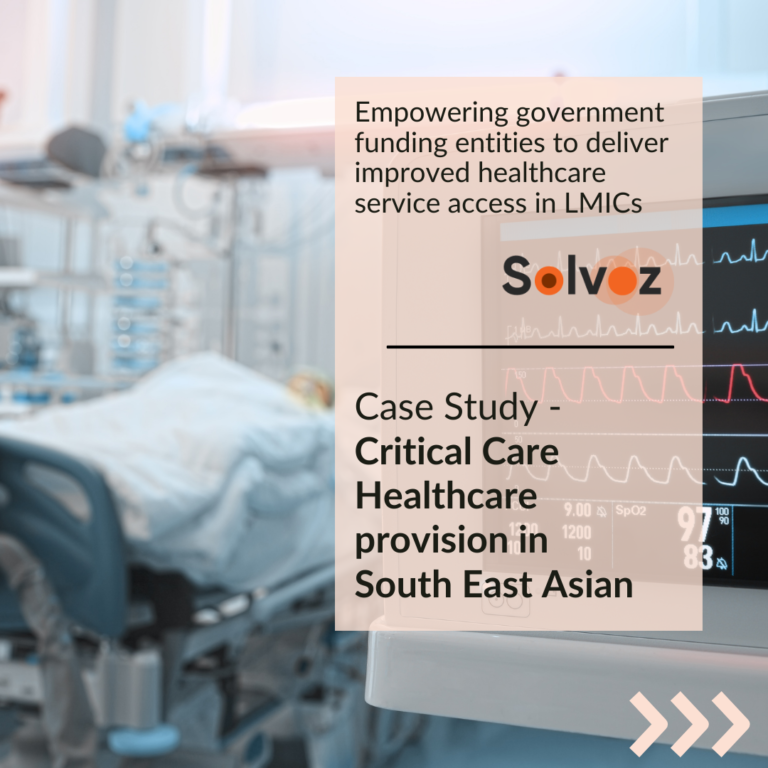 Empowering government
funding entities to deliver
improved healthcare
service access in LMICs
Solvoz
Case Study -
Critical Care
Healthcare
provision in
South East Asian
9.00
SpO2
97
100
90
1200
10
83